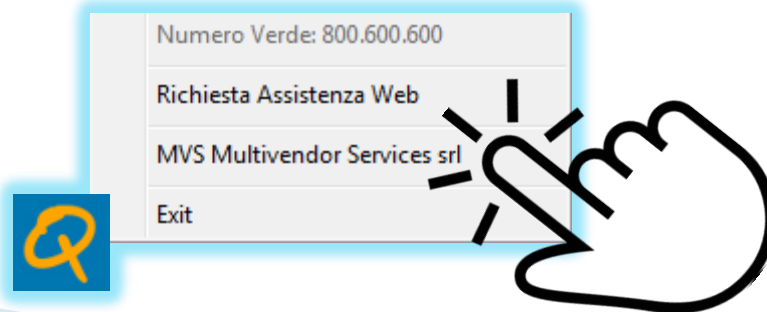 Numero Verde: 800.600.600
Richiesta Assistenza Web
MVS Multivendor Services srl
Exit